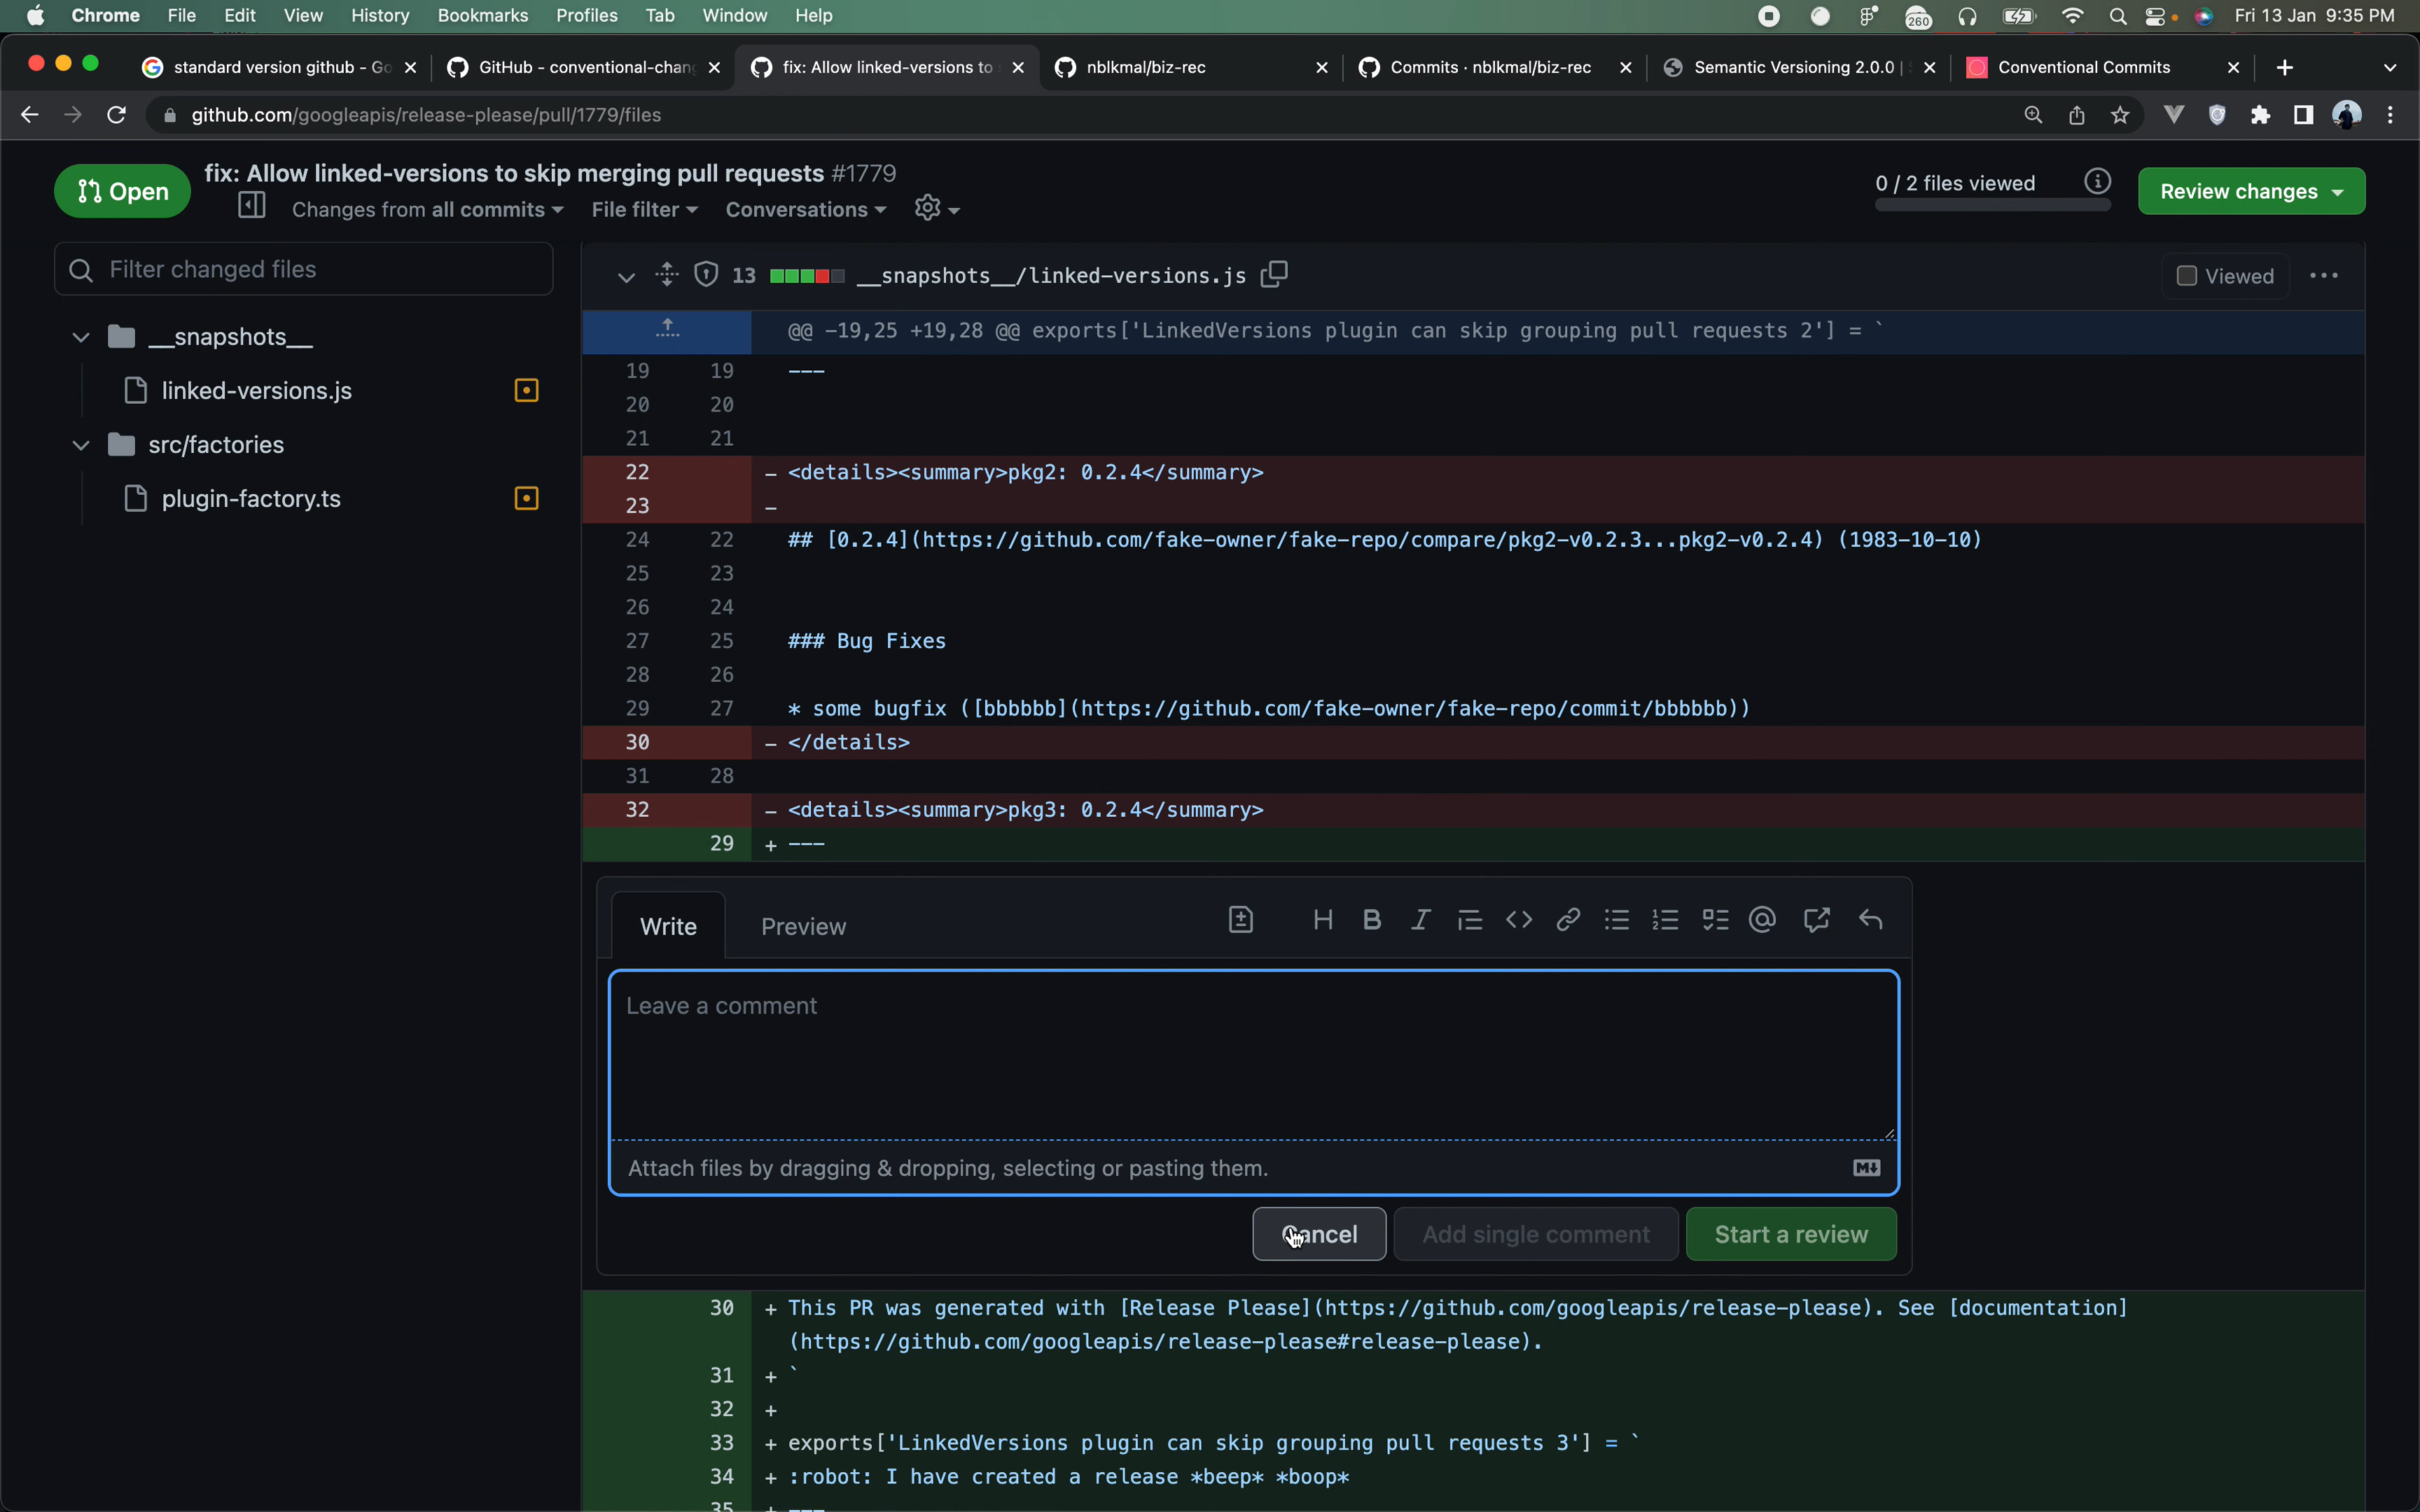 Chrome File Edit View History Bookmarks Profiles Tab Window Help 260 Fri 13 Jan 9:35 PM
standard version github - Go GitHub - conventional-chan fix: Allow linked-versions to nblkmal/biz-rec Commits · nblkmal/biz-rec Semantic Versioning 2.0.0 | Conventional Commits
github.com/googleapis/release-please/pull/1779/files
Open fix: Allow linked-versions to skip merging pull requests #1779
Changes from all commits File filter Conversations
0 / 2 files viewed Review changes
Filter changed files
__snapshots__
linked-versions.js
src/factories
plugin-factory.ts
13 __snapshots__/linked-versions.js Viewed
@@ -19,25 +19,28 @@ exports['LinkedVersions plugin can skip grouping pull requests 2'] = `
19 19 ---
20 20
21 21
22 - <details><summary>pkg2: 0.2.4</summary>
23 -
24 22 ## [0.2.4](https://github.com/fake-owner/fake-repo/compare/pkg2-v0.2.3...pkg2-v0.2.4) (1983-10-10)
25 23
26 24
27 25 ### Bug Fixes
28 26
29 27 * some bugfix ([bbbbbb](https://github.com/fake-owner/fake-repo/commit/bbbbbb))
30 - </details>
31 28
32 - <details><summary>pkg3: 0.2.4</summary>
29 + ---
Write Preview
Leave a comment
Attach files by dragging & dropping, selecting or pasting them.
Cancel Add single comment Start a review
30 + This PR was generated with [Release Please](https://github.com/googleapis/release-please). See [documentation]
(https://github.com/googleapis/release-please#release-please).
31 + `
32 +
33 + exports['LinkedVersions plugin can skip grouping pull requests 3'] = `
34 + :robot: I have created a release *beep* *boop*
35 + ---